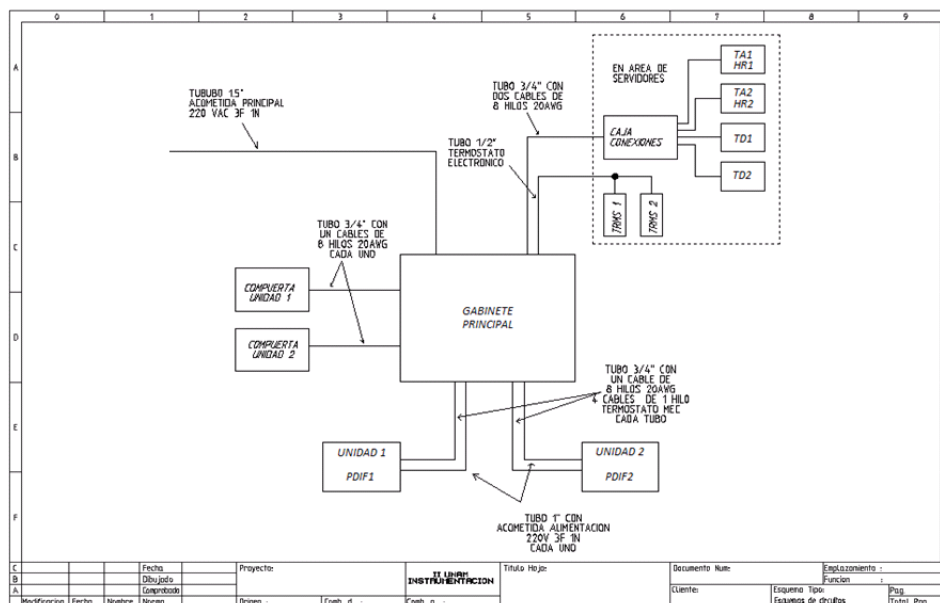 0 1 2 3 4 5 6 7 8 9
A
B
C
D
E
F
TUBUBO 15"
ACOMETIDA PRINCIPAL
220 VAC 3F 1N
TUBO 3/4" CON
DOS CABLES DE
8 HILOS 20AWG
TUBO 1/2"
TERMOSTATO
ELECTRONICO
EN AREA DE
SERVIDORES
CAJA
CONEXIONES
TA1
HR1
TA2
HR2
TD1
TD2
TRMS 1
TRMS 2
TUBO 3/4" CON
UN CABLES DE
8 HILOS 20AWG
CADA UNO
COMPUERTA
UNIDAD 1
COMPUERTA
UNIDAD 2
GABINETE
PRINCIPAL
TUBO 3/4" CON
UN CABLE DE
8 HILOS 20AWG
4 CABLES DE 1 HILO
TERMOSTATO MEC
CADA TUBO
UNIDAD 1
PDIF1
UNIDAD 2
PDIF2
TUBO 1" CON
ACOMETIDA ALIMENTACION
220V 3F 1N
CADA UNO
C
B
A
Modificacion Fecha Nombre Norma
Fecha
Dibujado
Comprobado
Proyecto:
Origen :
II UNAM
INSTRUMENTACION
Titulo Hoja:
Documento Num:
Cliente:
Esquema Tipo:
Esquemas de
Emplazamiento :
Funcion :
Pag.
Total Pag.